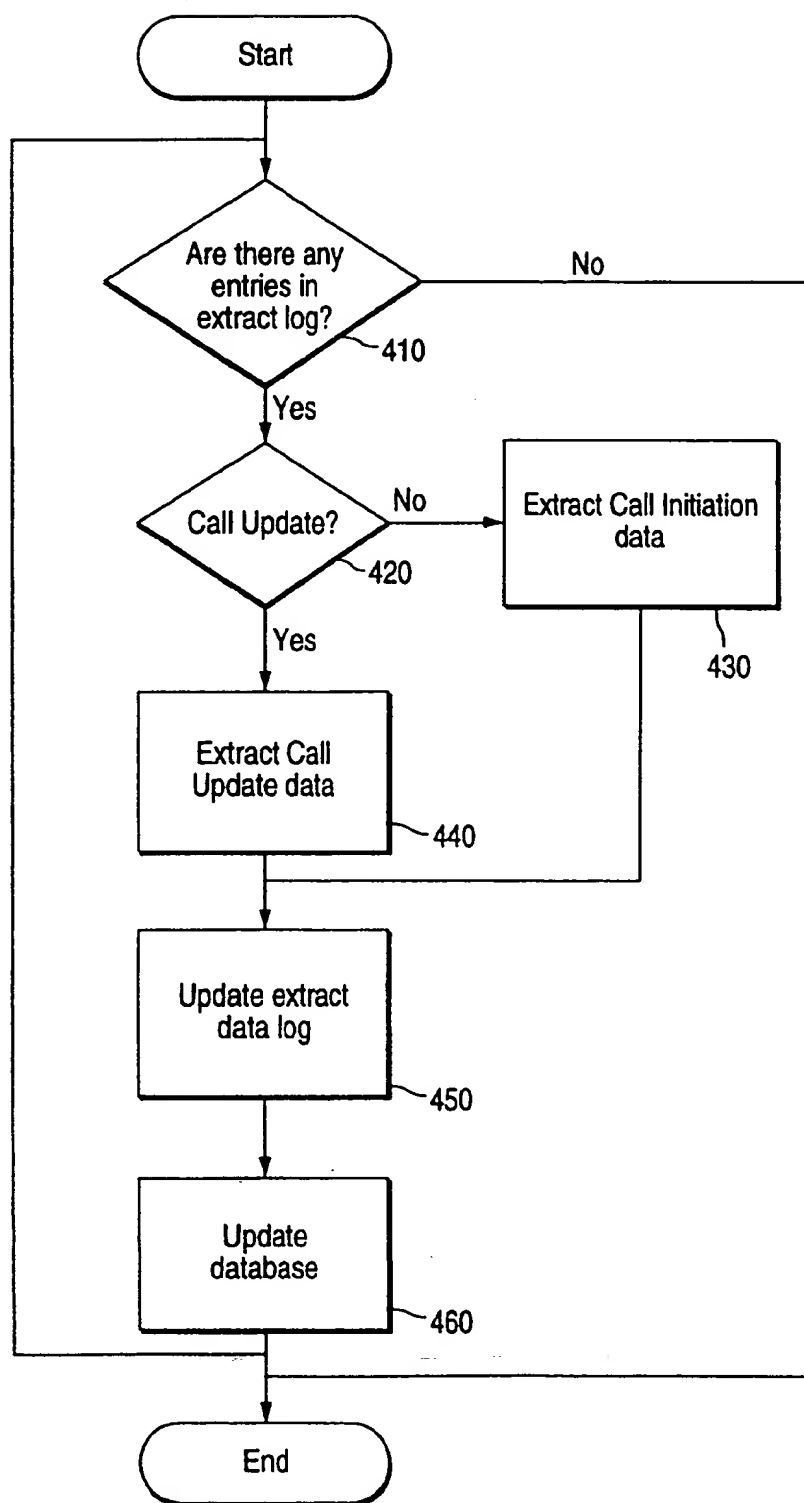 Start
Are there any
entries in
extract log?
No
410
Yes
Call Update?
No
420
Extract Call Initiation
data
430
Yes
Extract Call
Update data
440
Update extract
data log
450
Update
database
460
End